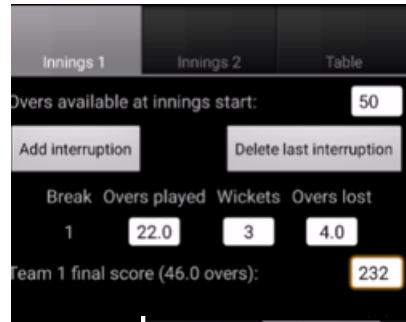 Innings 1 Innings 2 Table
Overs available at innings start: 50
Add interruption Delete last interruption
Break Overs played Wickets Overs lost
1 22.0 3 4.0
Team 1 final score (46.0 overs): 232